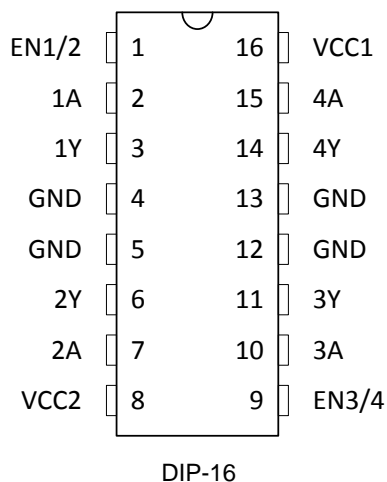 EN1/2 1 16 VCC1
1A 2 15 4A
1Y 3 14 4Y
GND 4 13 GND
GND 5 12 GND
2Y 6 11 3Y
2A 7 10 3A
VCC2 8 9 EN3/4
DIP-16